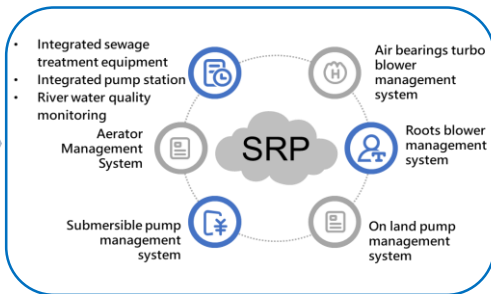 • Integrated sewage
treatment equipment
• Integrated pump station
• River water quality
monitoring
Air bearings turbo
blower
management
system
Aerator
Management
System
SRP
Roots blower
management
system
Submersible pump
management
system
On land pump
management
system